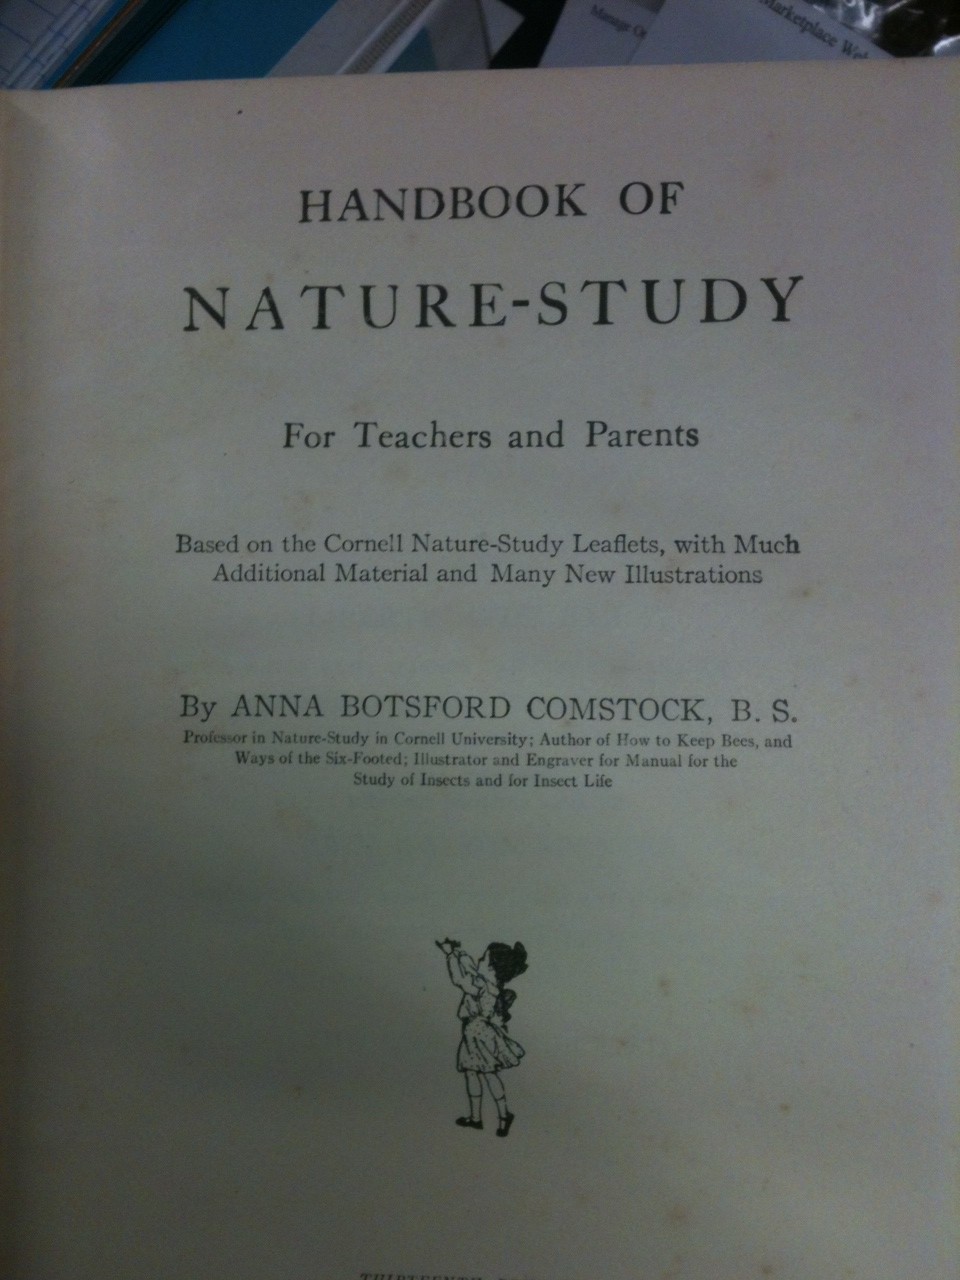 Manage
Marketplace
HANDBOOK OF
NATURE-STUDY
For Teachers and Parents
Based on the Cornell Nature-Study Leaflets, with Much
Additional Material and Many New Illustrations
By ANNA BOTSFORD COMSTOCK, B. S.
Professor in Nature-Study in Cornell University; Author of How to Keep Bees, and
Ways of the Six-Footed; Illustrator and Engraver for Manual for the
Study of Insects and for Insect Life
THIRTEENTH